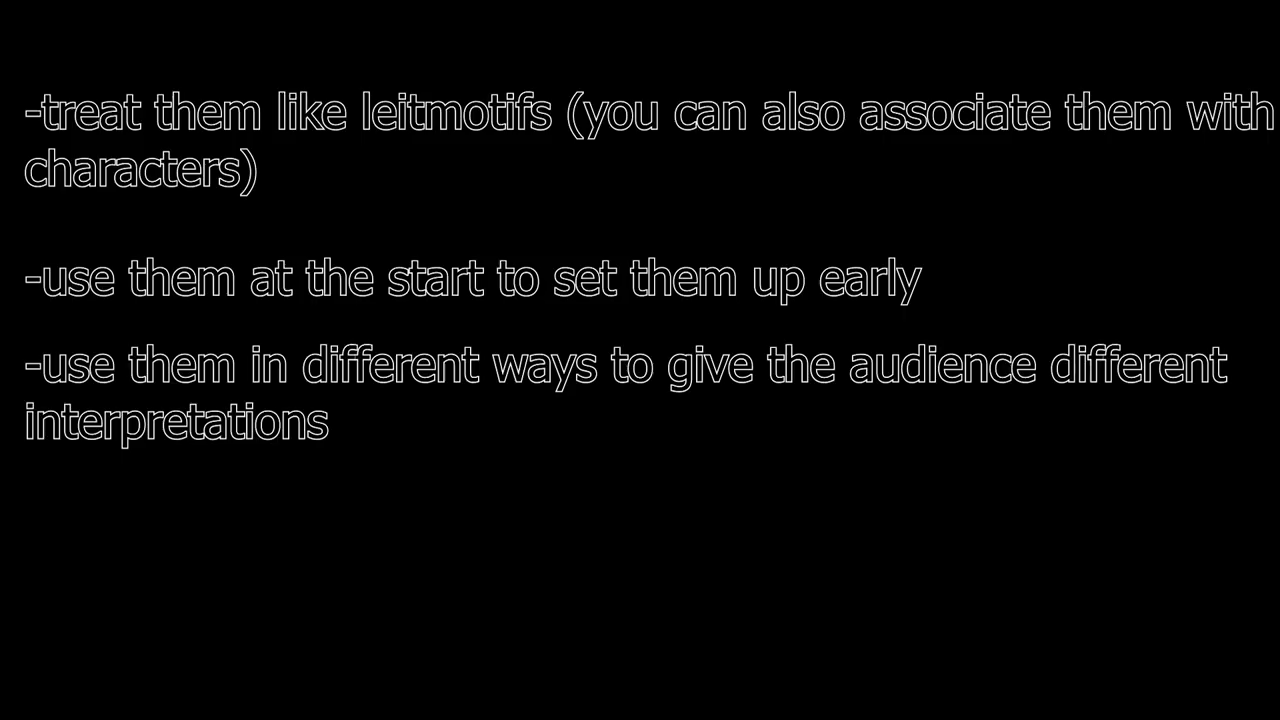 -treat them like leitmotifs (you can also associate them with
characters)
-use them at the start to set them up early
-use them in different ways to give the audience different
interpretations